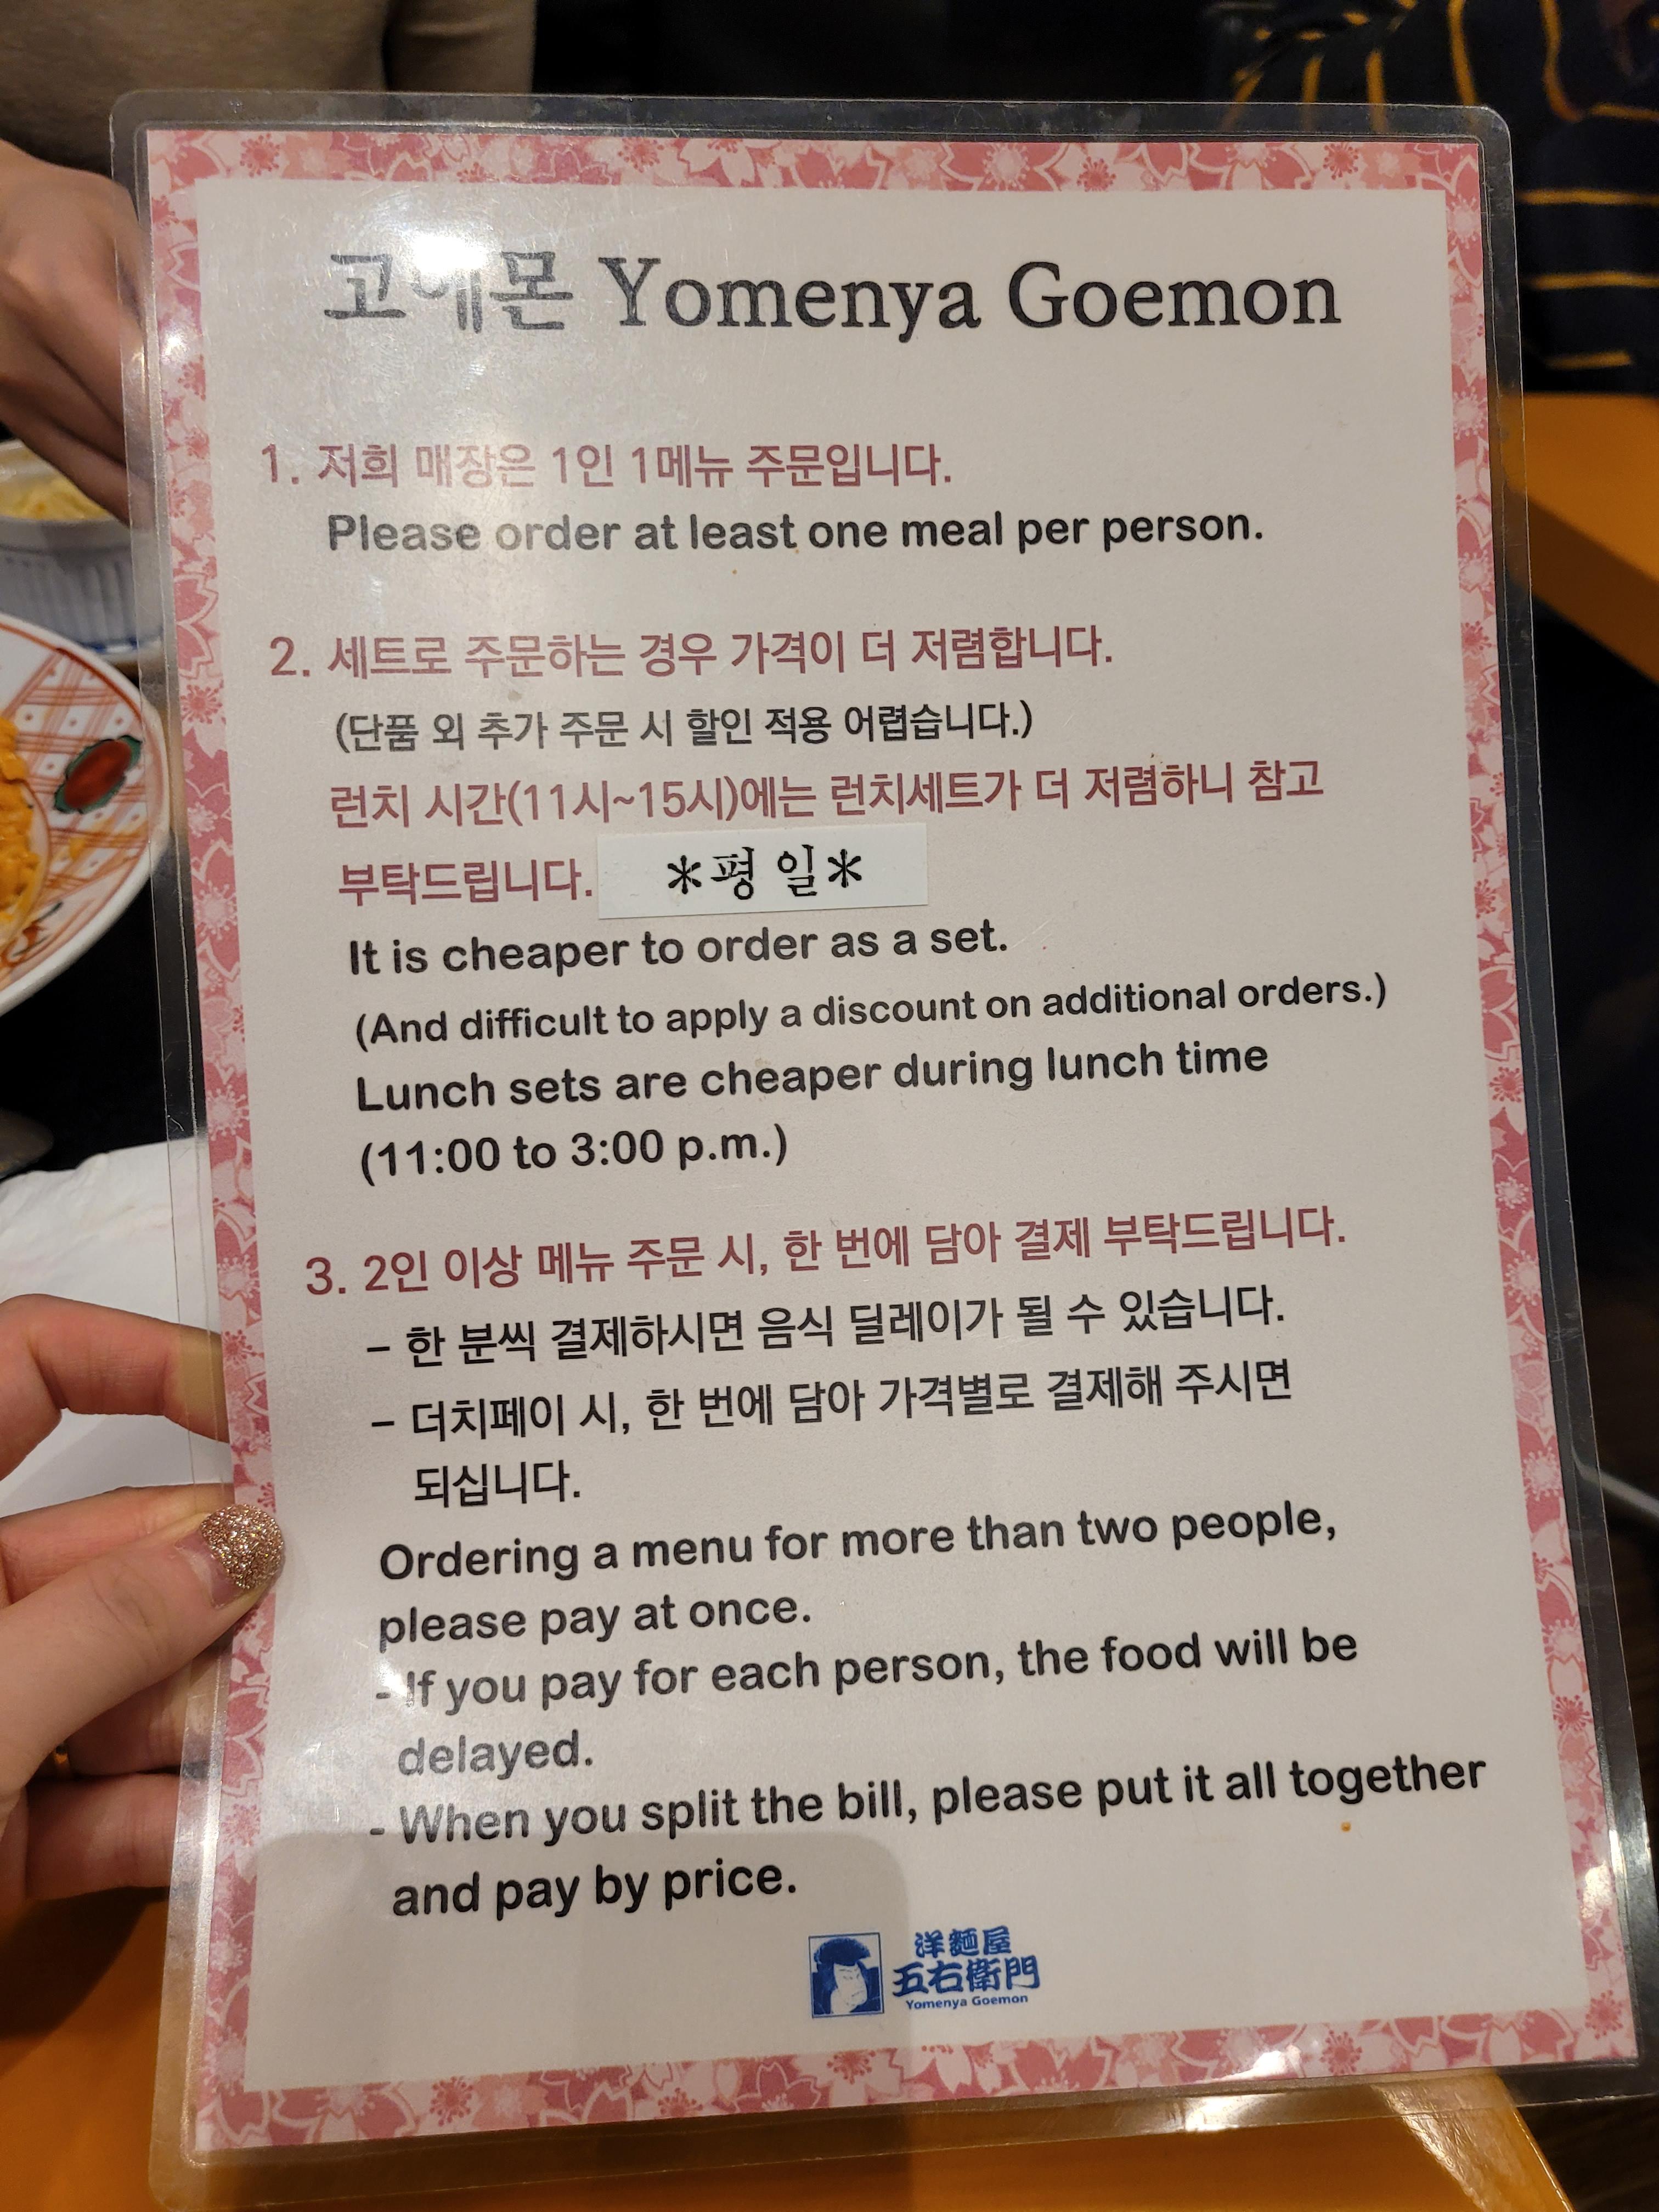 고에몬 Yomenya Goemon
1. 저희 매장은 1인 1메뉴 주문입니다.
Please order at least one meal per person.
2. 세트로 주문하는 경우 가격이 더 저렴합니다.
(단품 외 추가 주문 시 할인 적용 어렵습니다.)
런치 시간(11시~15시)에는 런치세트가 더 저렴하니 참고
부탁드립니다. *평일*
It is cheaper to order as a set.
(And difficult to apply a discount on additional orders.)
Lunch sets are cheaper during lunch time
(11:00 to 3:00 p.m.)
3. 2인 이상 메뉴 주문 시, 한 번에 담아 결제 부탁드립니다.
- 한 분씩 결제하시면 음식 딜레이가 될 수 있습니다.
- 더치페이 시, 한 번에 담아 가격별로 결제해 주시면
되십니다.
Ordering a menu for more than two people,
please pay at once.
- If you pay for each person, the food will be
delayed.
- When you split the bill, please put it all together
and pay by price.
洋麺屋
五右衛門
Yomenya Goemon